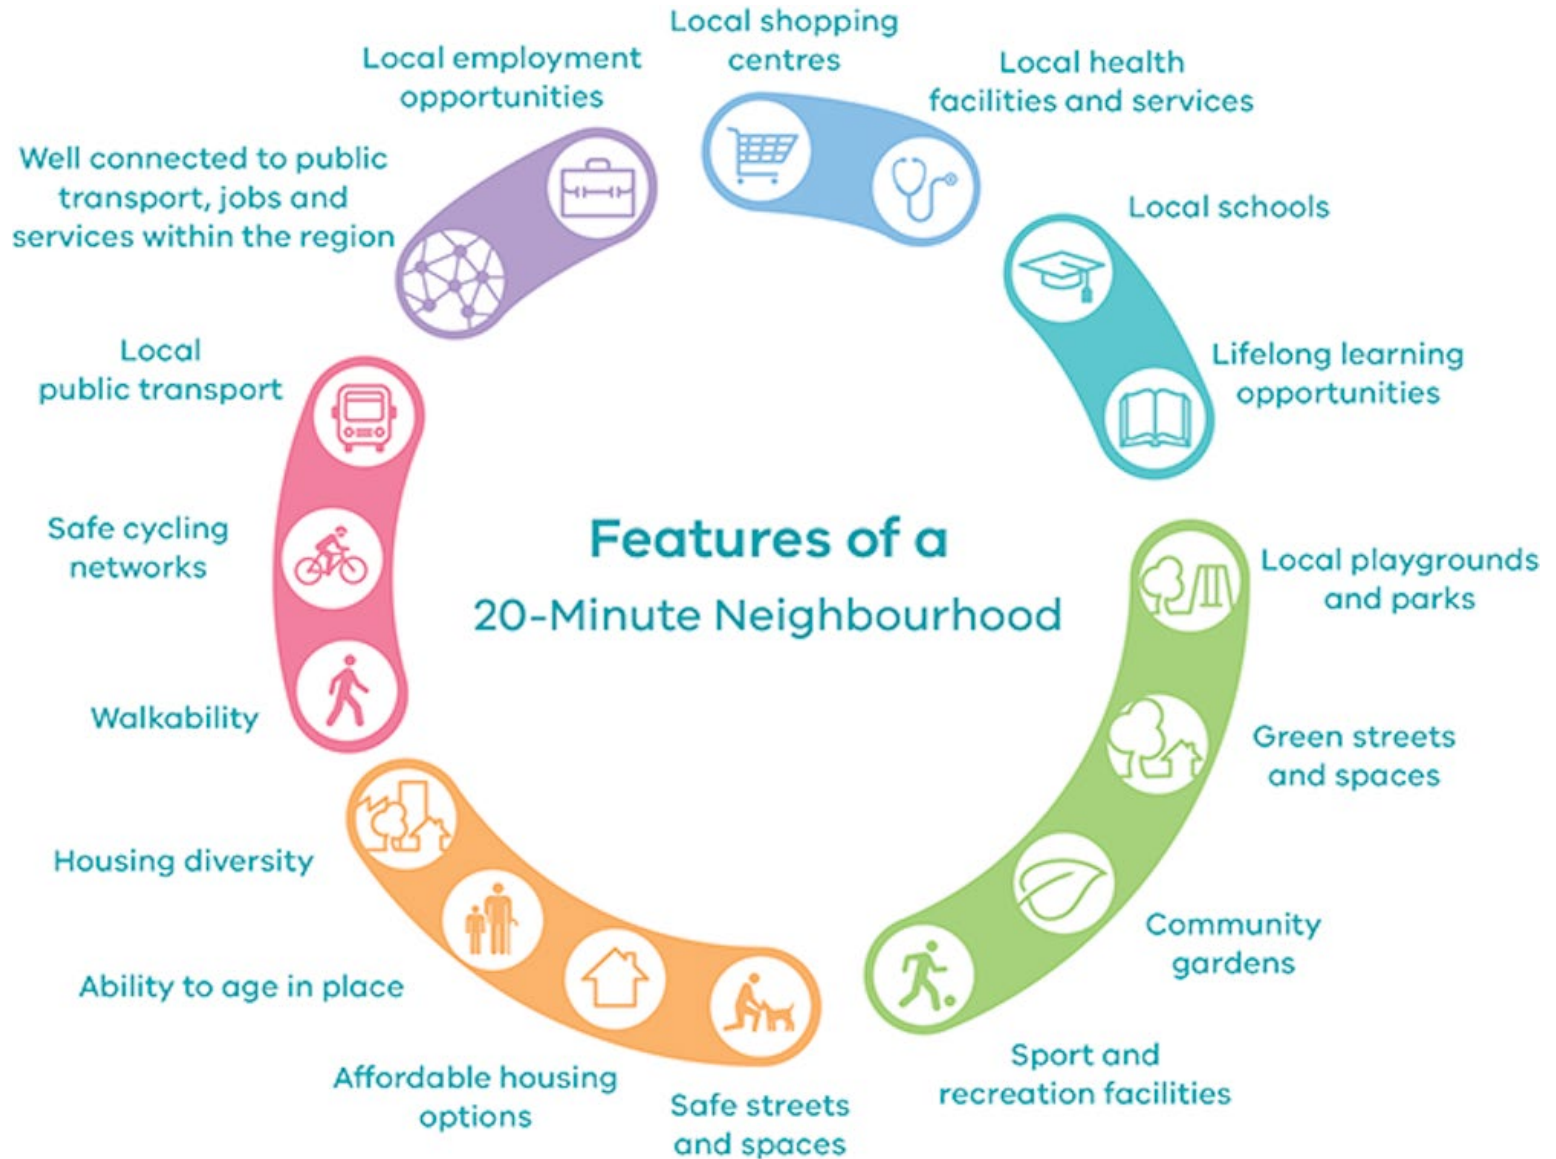 Local shopping
centres
Local health
facilities and services
Local schools
Lifelong learning
opportunities
Local playgrounds
and parks
Green streets
and spaces
Community
gardens
Sport and
recreation facilities
Safe streets
and spaces
Affordable housing
options
Ability to age in place
Housing diversity
Walkability
Safe cycling
networks
Local
public transport
Well connected to public
transport, jobs and
services within the region
Local employment
opportunities
Features of a
20-Minute Neighbourhood